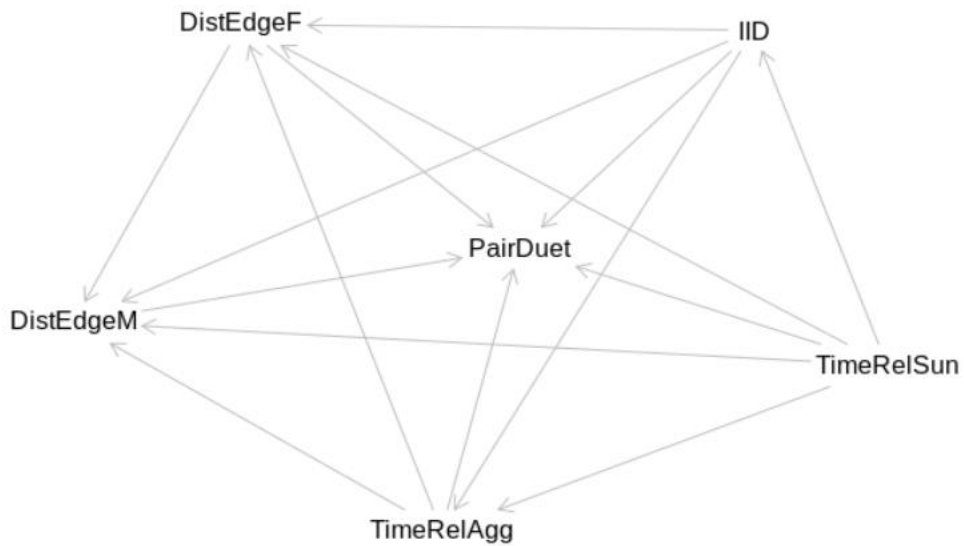 DistEdgeF
IID
PairDuet
DistEdgeM
TimeRelSun
TimeRelAgg